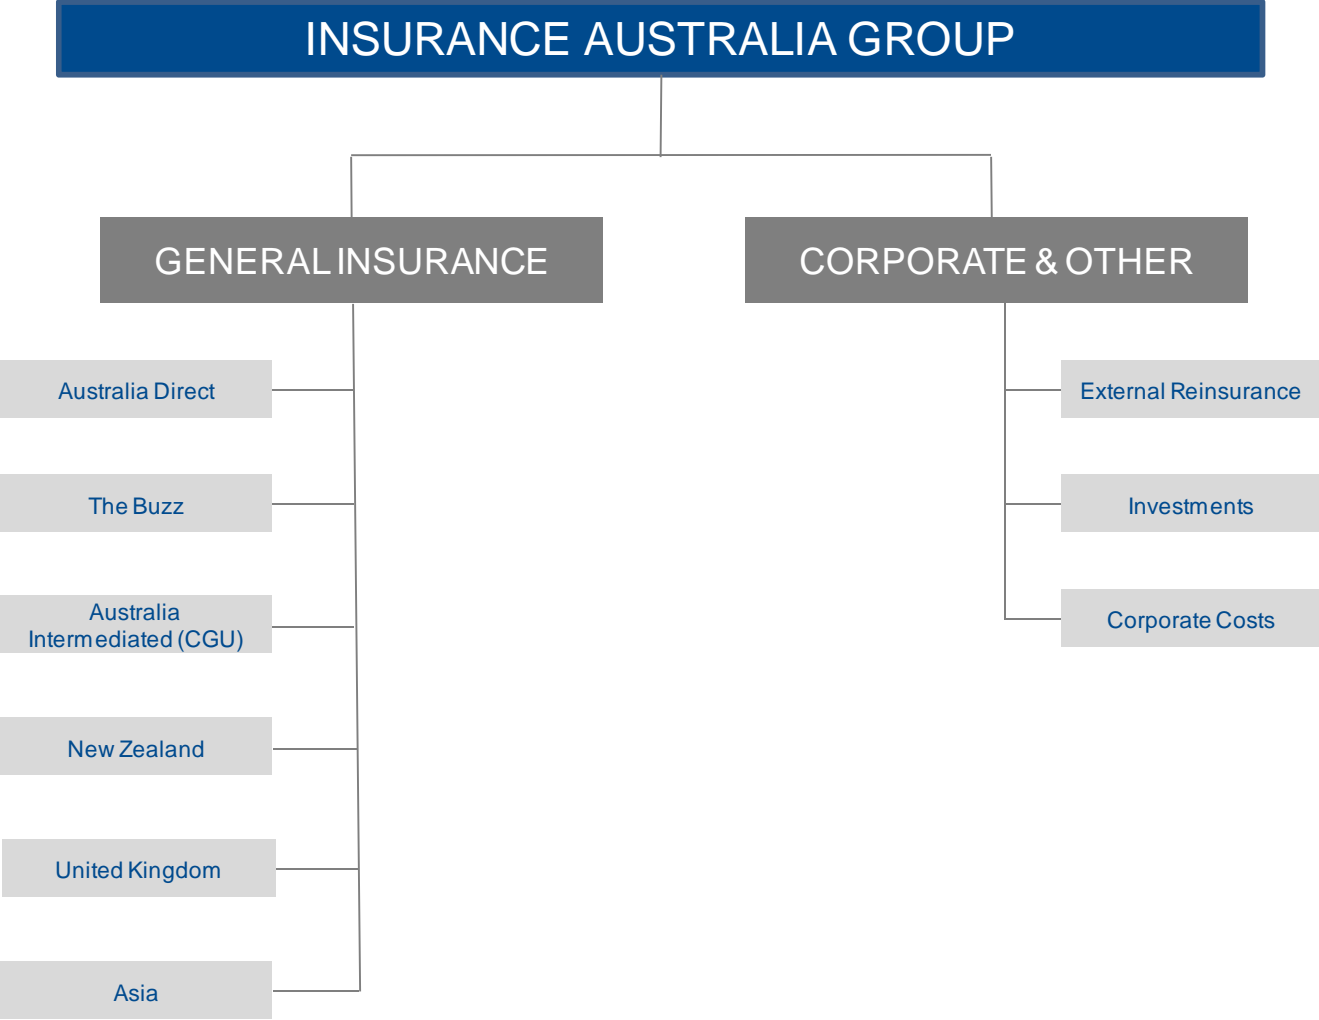 INSURANCE AUSTRALIA GROUP
GENERAL INSURANCE
CORPORATE & OTHER
Australia Direct
The Buzz
Australia
Intermediated (CGU)
New Zealand
United Kingdom
Asia
External Reinsurance
Investments
Corporate Costs